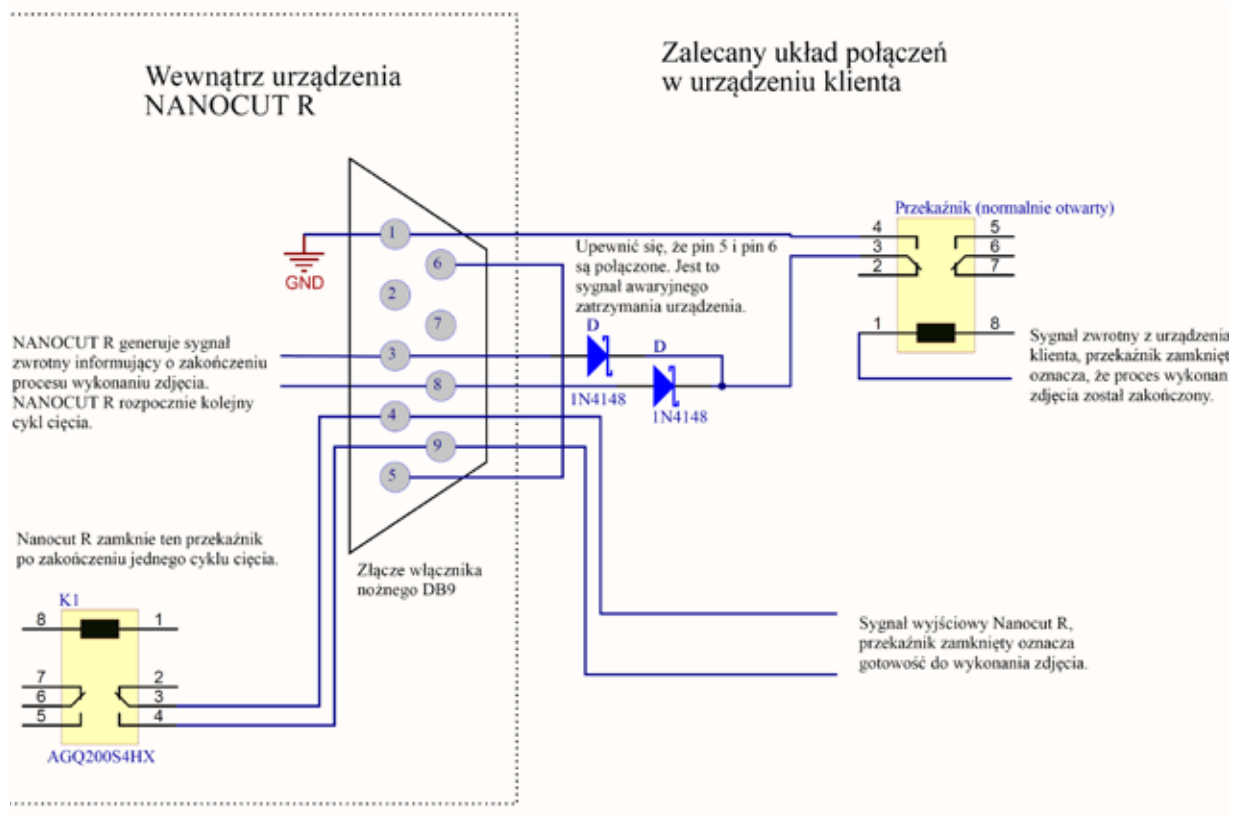 Wewnątrz urządzenia
NANOCUT R
Zalecany układ połączeń
w urządzeniu klienta
Przekaźnik (normalnie otwarty)
4
3
2
5
6
7
1
8
Upewnić się, że pin 5 i pin 6
są połączone. Jest to
sygnał awaryjnego
zatrzymania urządzenia.
1
6
2
7
3
8
4
9
5
GND
D
1N4148
D
1N4148
NANOCUT R generuje sygnał
zwrotny informujący o zakończeniu
procesu wykonaniu zdjęcia.
NANOCUT R rozpocznie kolejny
cykl cięcia.
Sygnał zwrotny z urządzenia
klienta, przekaźnik zamknięt
oznacza, że proces wykonan
zdjęcia został zakończony.
Nanocut R zamknie ten przekaźnik
po zakończeniu jednego cyklu cięcia.
Złącze włącznika
nożnego DB9
K1
8
1
7
6
5
2
3
4
AGQ200S4HX
Sygnał wyjściowy Nanocut R,
przekaźnik zamknięty oznacza
gotowość do wykonania zdjęcia.